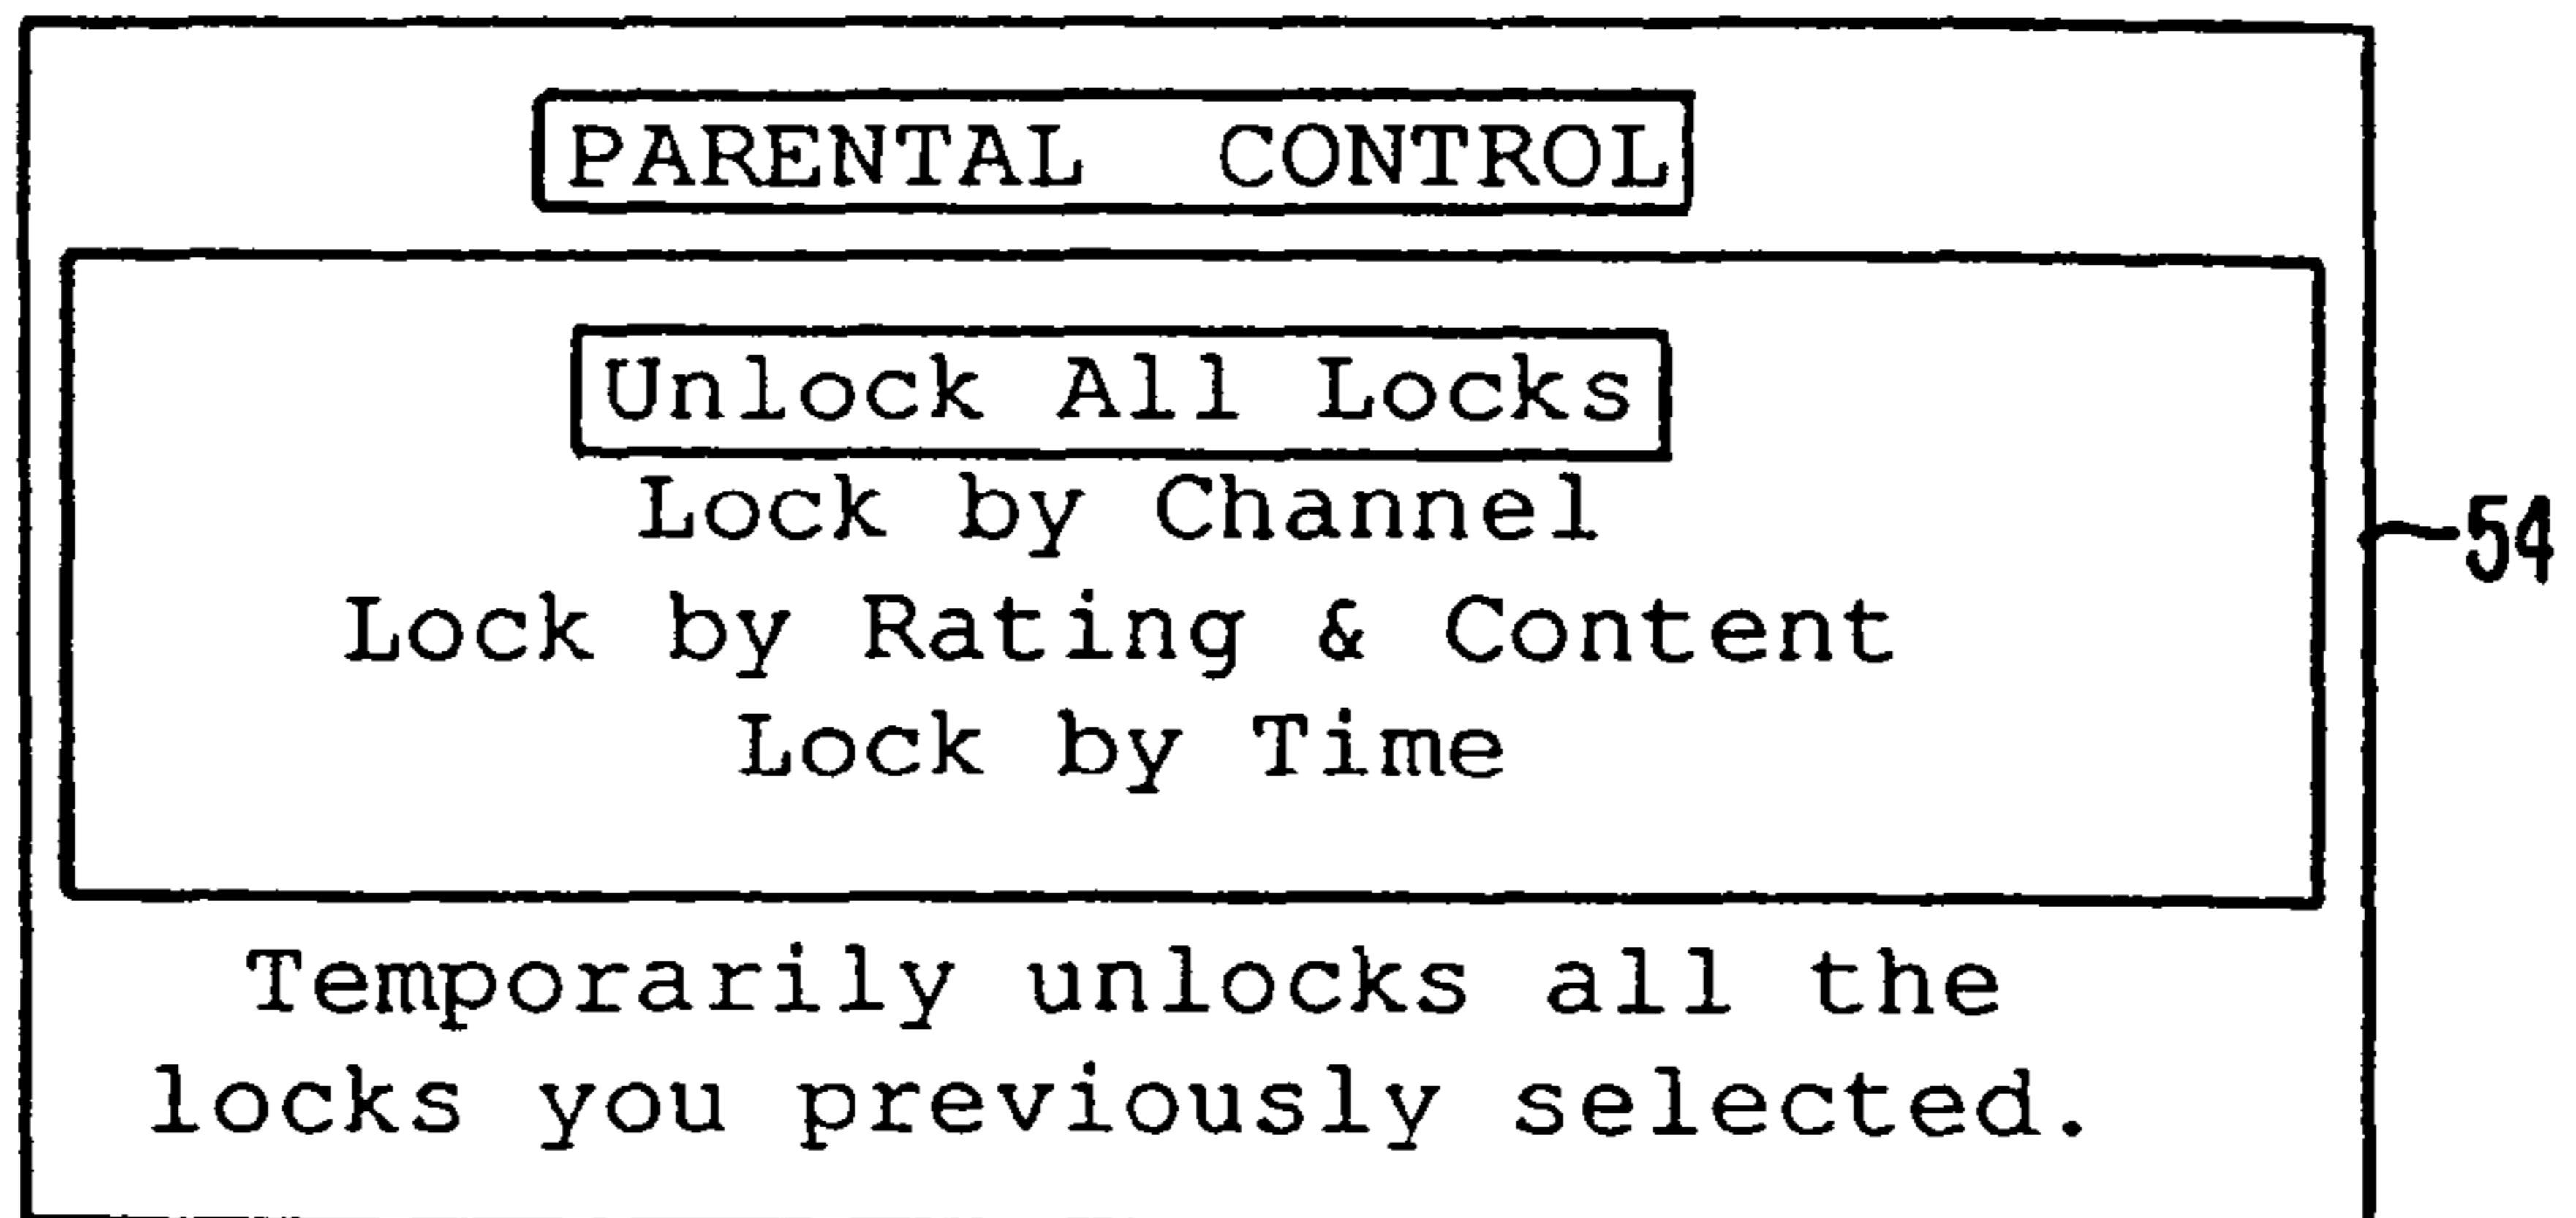 PARENTAL CONTROL
Unlock All Locks
Lock by Channel
Lock by Rating & Content
Lock by Time
54
Temporarily unlocks all the
locks you previously selected.